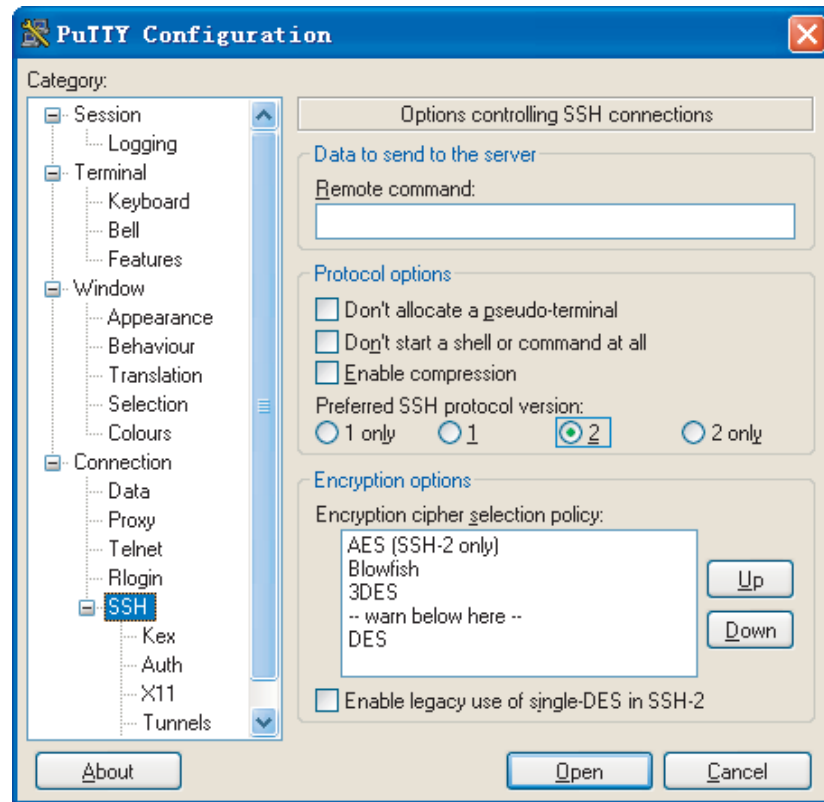 PuTTY Configuration
Category:
Session
Logging
Terminal
Keyboard
Bell
Features
Window
Appearance
Behaviour
Translation
Selection
Colours
Connection
Data
Proxy
Telnet
Rlogin
SSH
Kex
Auth
X11
Tunnels
Options controlling SSH connections
Data to send to the server
Remote command:
Protocol options
Don't allocate a pseudo-terminal
Don't start a shell or command at all
Enable compression
Preferred SSH protocol version:
1 only 1 2 2 only
Encryption options
Encryption cipher selection policy:
AES (SSH-2 only)
Blowfish
3DES
-- warn below here --
DES
Up
Down
Enable legacy use of single-DES in SSH-2
About Open Cancel